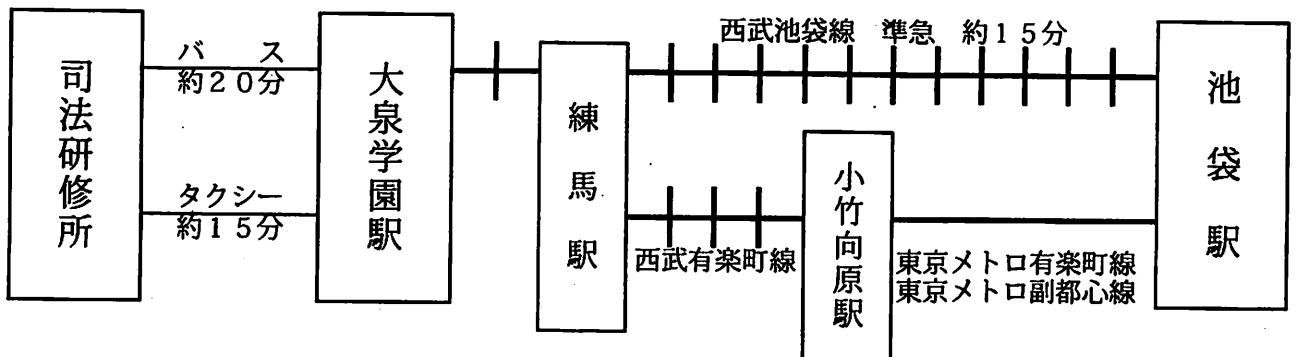 司法研修所
バス
約20分
タクシー
約15分
大泉学園駅
練馬駅
西武池袋線 準急 約15分
西武有楽町線
小竹向原駅
東京メトロ有楽町線
東京メトロ副都心線
池袋駅